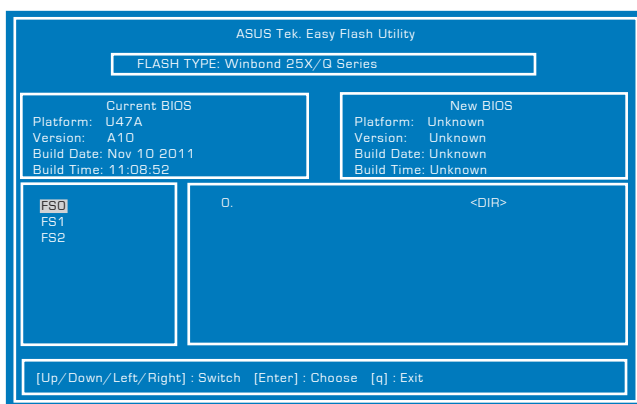 ASUS Tek. Easy Flash Utility
FLASH TYPE: Winbond 25X/Q Series
Current BIOS
Platform: U47A
Version: A10
Build Date: Nov 10 2011
Build Time: 11:08:52
New BIOS
Platform: Unknown
Version: Unknown
Build Date: Unknown
Build Time: Unknown
FS0
FS1
FS2
0. <DIR>
[Up/Down/Left/Right] : Switch [Enter] : Choose [q] : Exit